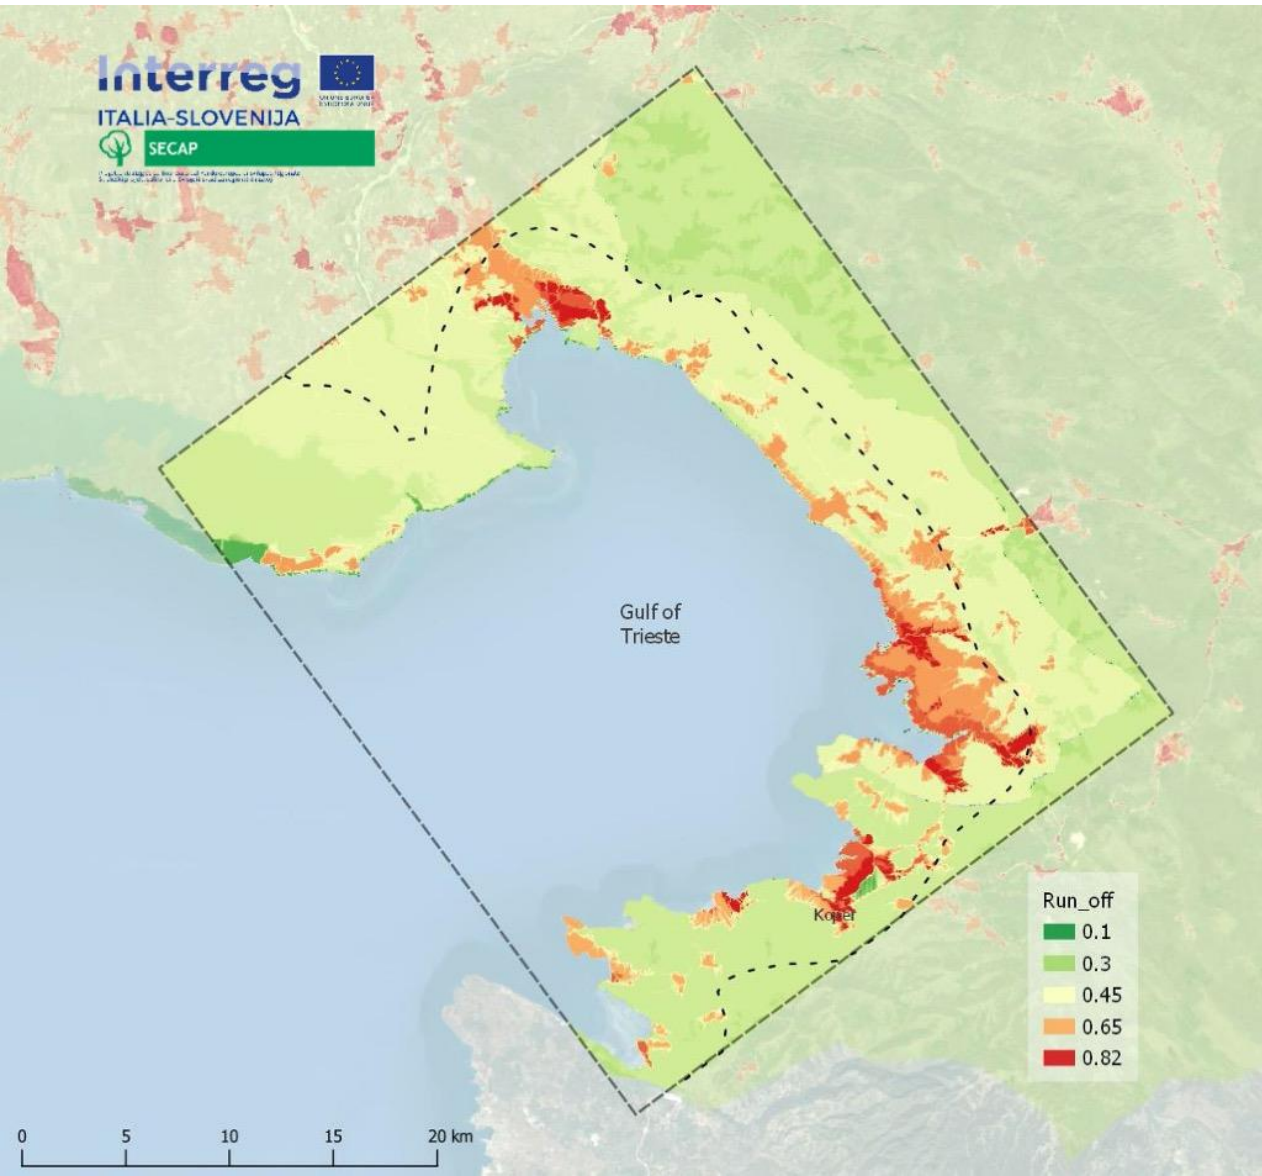 Interreg
ITALIA-SLOVENIJA
SECAP
Gulf of
Trieste
Koper
Run_off
0.1
0.3
0.45
0.65
0.82
0 5 10 15 20 km